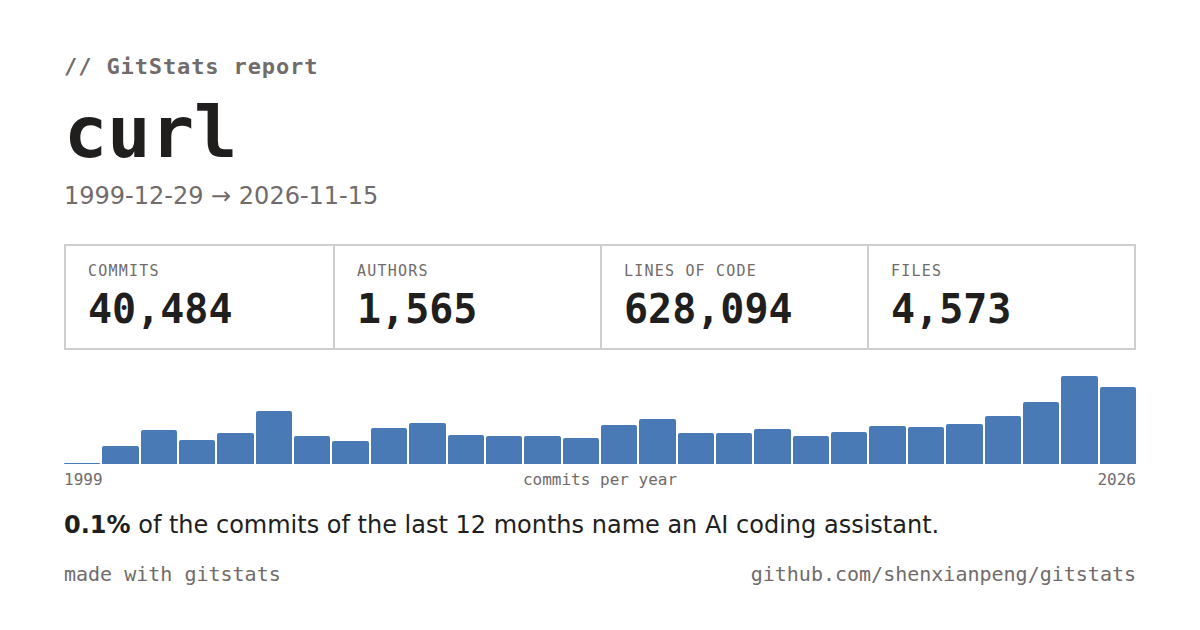 // GitStats report
curl
1999-12-29 → 2026-11-15
COMMITS AUTHORS LINES OF CODE FILES
40,484 1,565 628,094 4,573
1999 commits per year 2026
0.1% of the commits of the last 12 months name an AI coding assistant.
made with gitstats github.com/shenxianpeng/gitstats